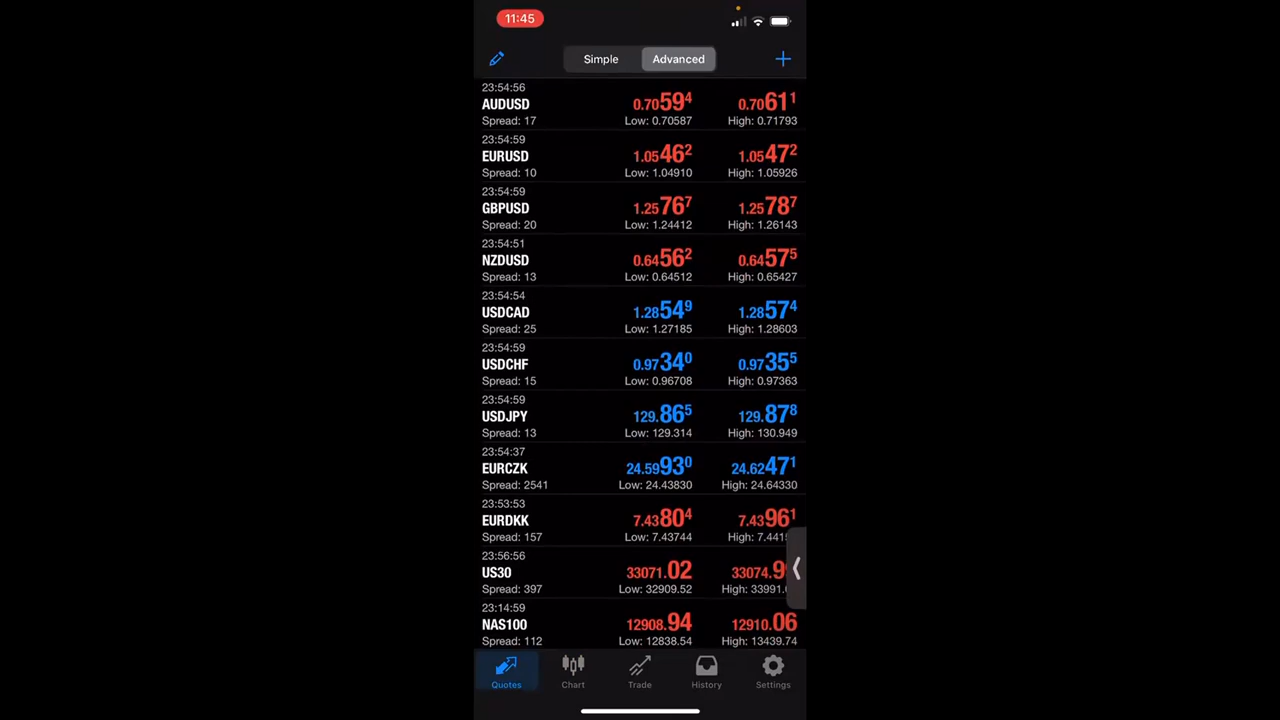 11:45
Simple Advanced
23:54:56
AUDUSD 0.70594 0.70611
Spread: 17 Low: 0.70587 High: 0.71793
23:54:59
EURUSD 1.05462 1.05472
Spread: 10 Low: 1.04910 High: 1.05926
23:54:59
GBPUSD 1.25767 1.25787
Spread: 20 Low: 1.24412 High: 1.26143
23:54:51
NZDUSD 0.64562 0.64575
Spread: 13 Low: 0.64512 High: 0.65427
23:54:54
USDCAD 1.28549 1.28574
Spread: 25 Low: 1.27185 High: 1.28603
23:54:59
USDCHF 0.97340 0.97355
Spread: 15 Low: 0.96708 High: 0.97363
23:54:59
USDJPY 129.865 129.878
Spread: 13 Low: 129.314 High: 130.949
23:54:37
EURCZK 24.59930 24.62471
Spread: 2541 Low: 24.43830 High: 24.64330
23:53:53
EURDKK 7.43804 7.43961
Spread: 157 Low: 7.43744 High:
23:56:56
US30 33071.02
Spread: 397 Low: 32909.52 High:
23:14:59
NAS100 12908.94 12910.06
Spread: 112 Low: 12838.54 High: 13439.74
Quotes Chart Trade History Settings